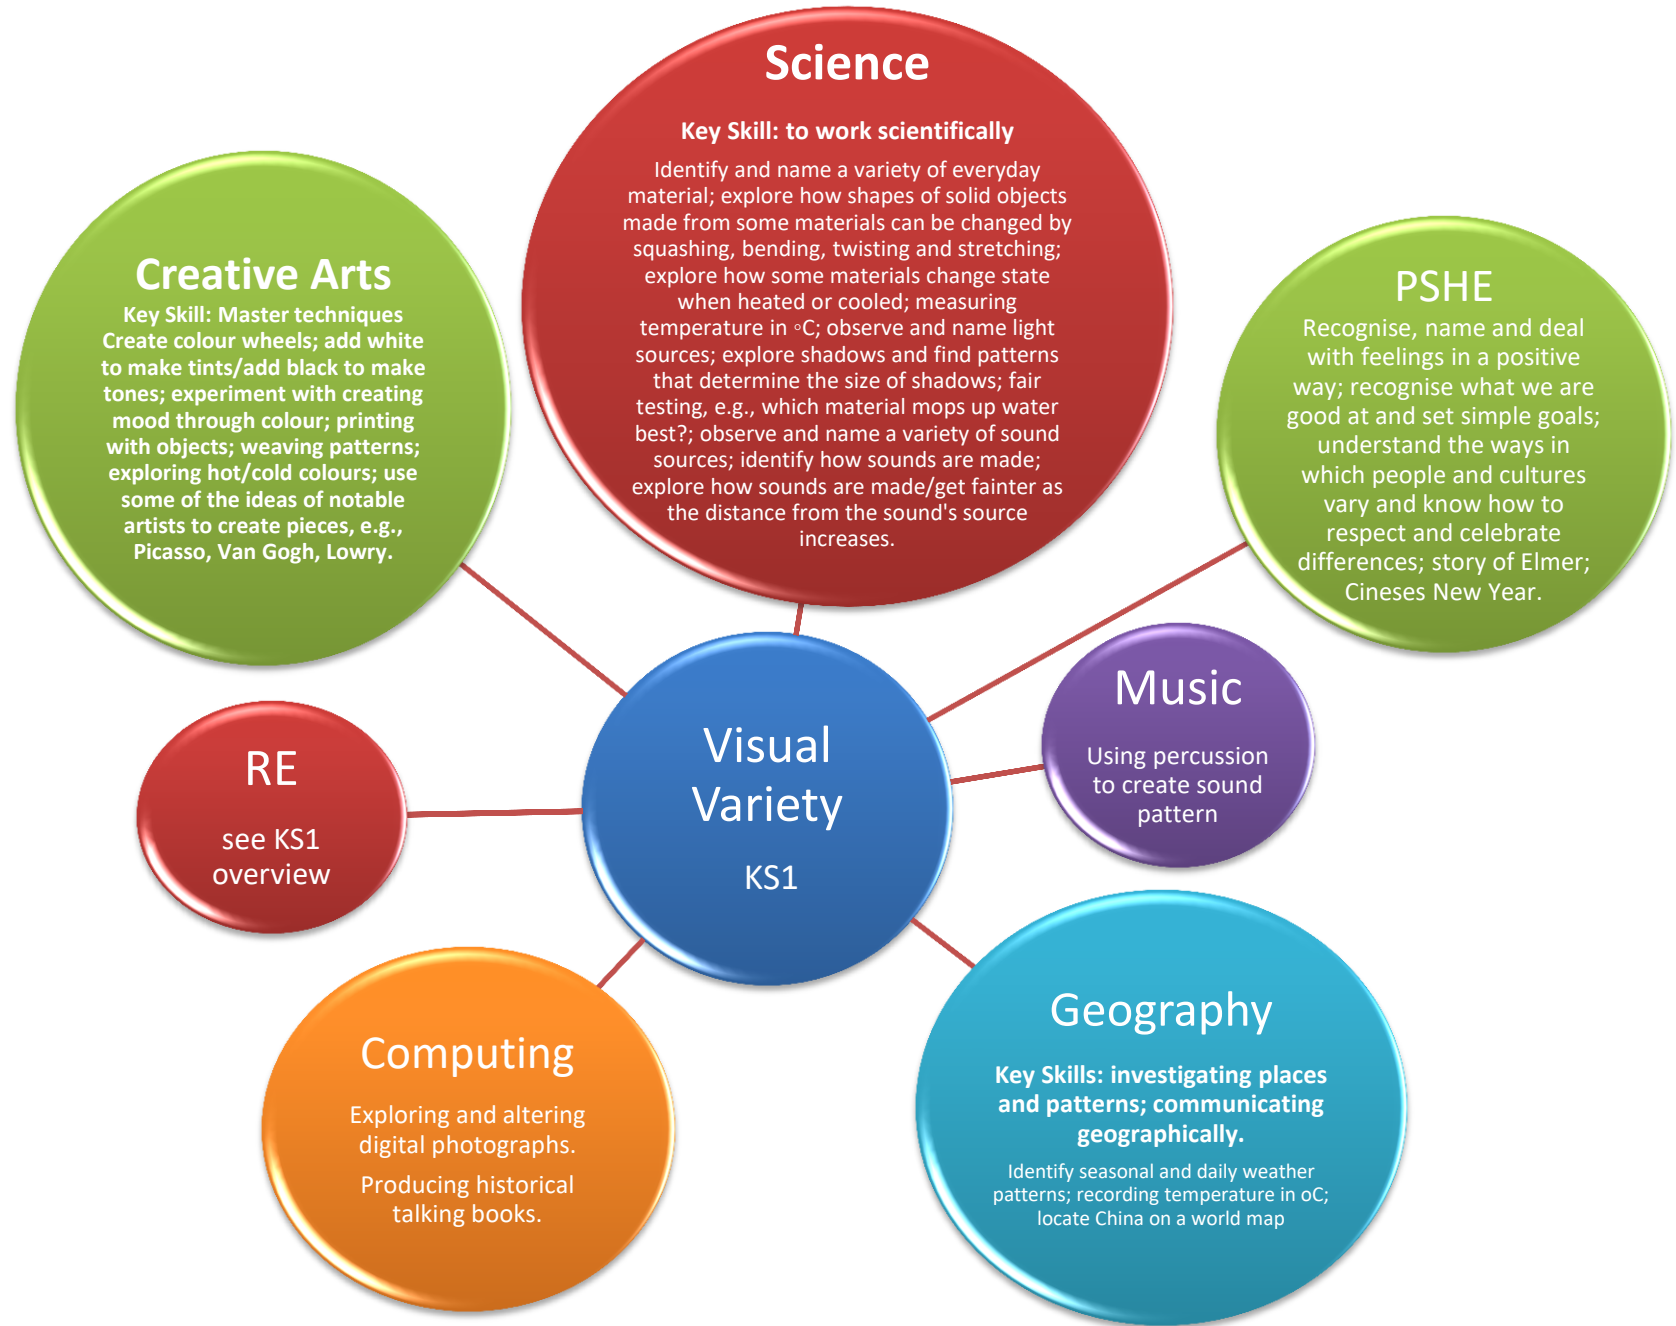 Science
Key Skill: to work scientifically
Identify and name a variety of everyday
material; explore how shapes of solid objects
made from some materials can be changed by
squashing, bending, twisting and stretching;
explore how some materials change state
when heated or cooled; measuring
temperature in ◦C; observe and name light
sources; explore shadows and find patterns
that determine the size of shadows; fair
testing, e.g., which material mops up water
best?; observe and name a variety of sound
sources; identify how sounds are made;
explore how sounds are made/get fainter as
the distance from the sound's source
increases.
Creative Arts
Key Skill: Master techniques
Create colour wheels; add white
to make tints/add black to make
tones; experiment with creating
mood through colour; printing
with objects; weaving patterns;
exploring hot/cold colours; use
some of the ideas of notable
artists to create pieces, e.g.,
Picasso, Van Gogh, Lowry.
PSHE
Recognise, name and deal
with feelings in a positive
way; recognise what we are
good at and set simple goals;
understand the ways in
which people and cultures
vary and know how to
respect and celebrate
differences; story of Elmer;
Cineses New Year.
Music
Using percussion
to create sound
pattern
Visual
Variety
KS1
RE
see KS1
overview
Computing
Exploring and altering
digital photographs.
Producing historical
talking books.
Geography
Key Skills: investigating places
and patterns; communicating
geographically.
Identify seasonal and daily weather
patterns; recording temperature in oC;
locate China on a world map